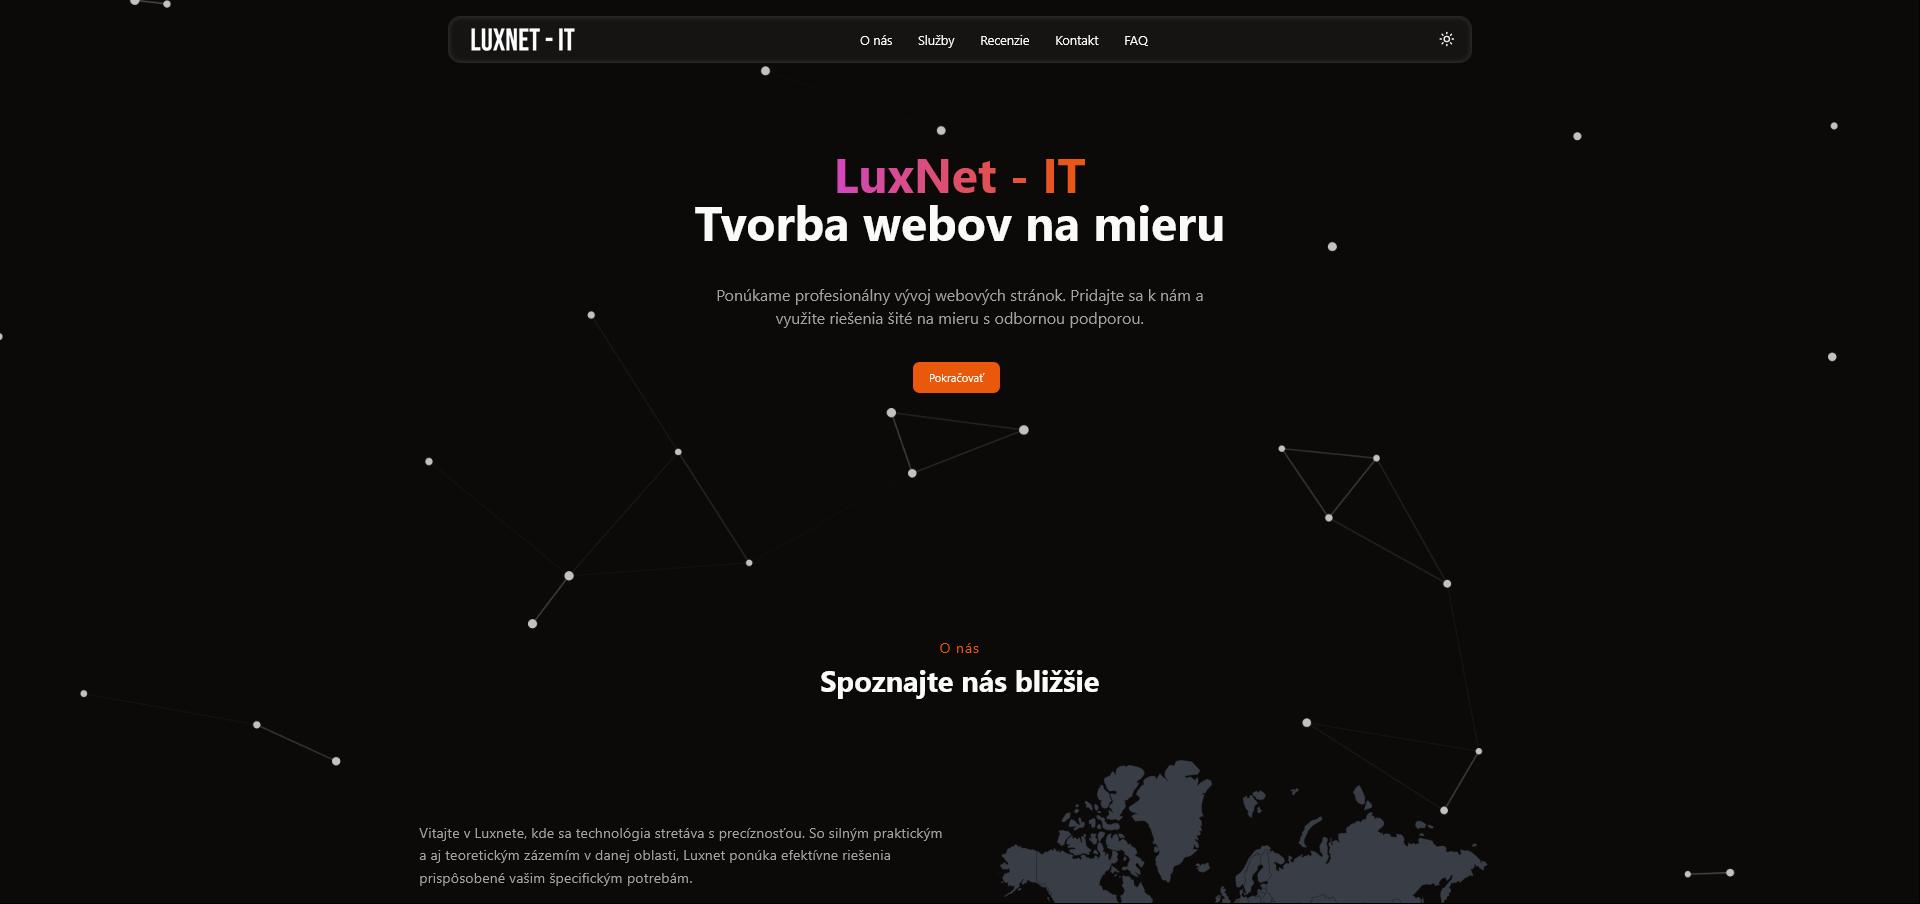 LUXNET - IT
O nás
Služby
Recenzie
Kontakt
FAQ
LuxNet - IT
Tvorba webov na mieru
Ponúkame profesionálny vývoj webových stránok. Pridajte sa k nám a
využite riešenia šité na mieru s odbornou podporou.
Pokračovať
O nás
Spoznajte nás bližšie
Vitajte v Luxnete, kde sa technológia stretáva s precíznosťou. So silným praktickým
a aj teoretickým zázemím v danej oblasti, Luxnet ponúka efektívne riešenia
prispôsobené vašim špecifickým potrebám.